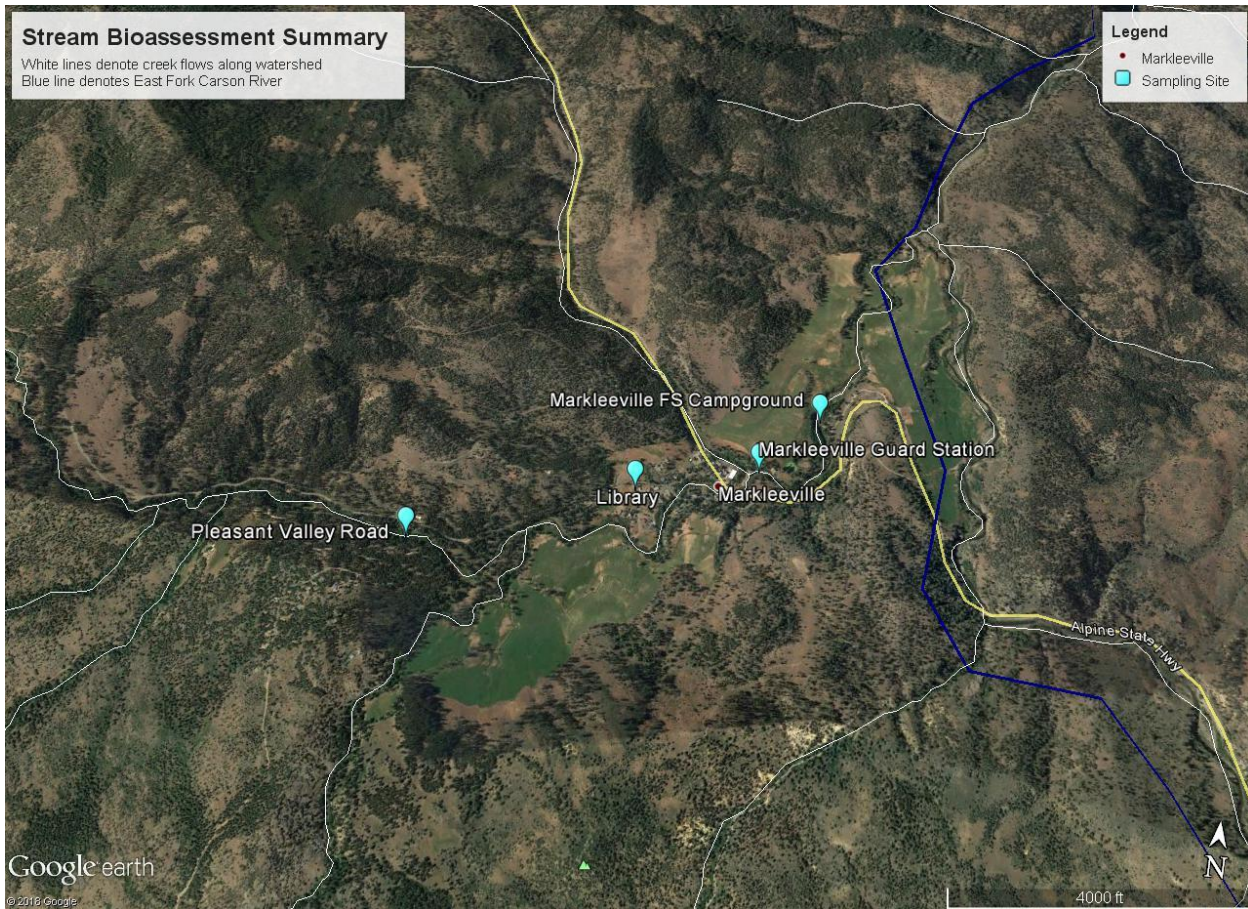 Stream Bioassessment Summary
White lines denote creek flows along watershed
Blue line denotes East Fork Carson River
Legend
Markleeville
Sampling Site
Markleeville FS Campground
Markleeville Guard Station
Library
Markleeville
Pleasant Valley Road
Alpine State Hwy
Google earth
N
© 2018 Google
4000 ft